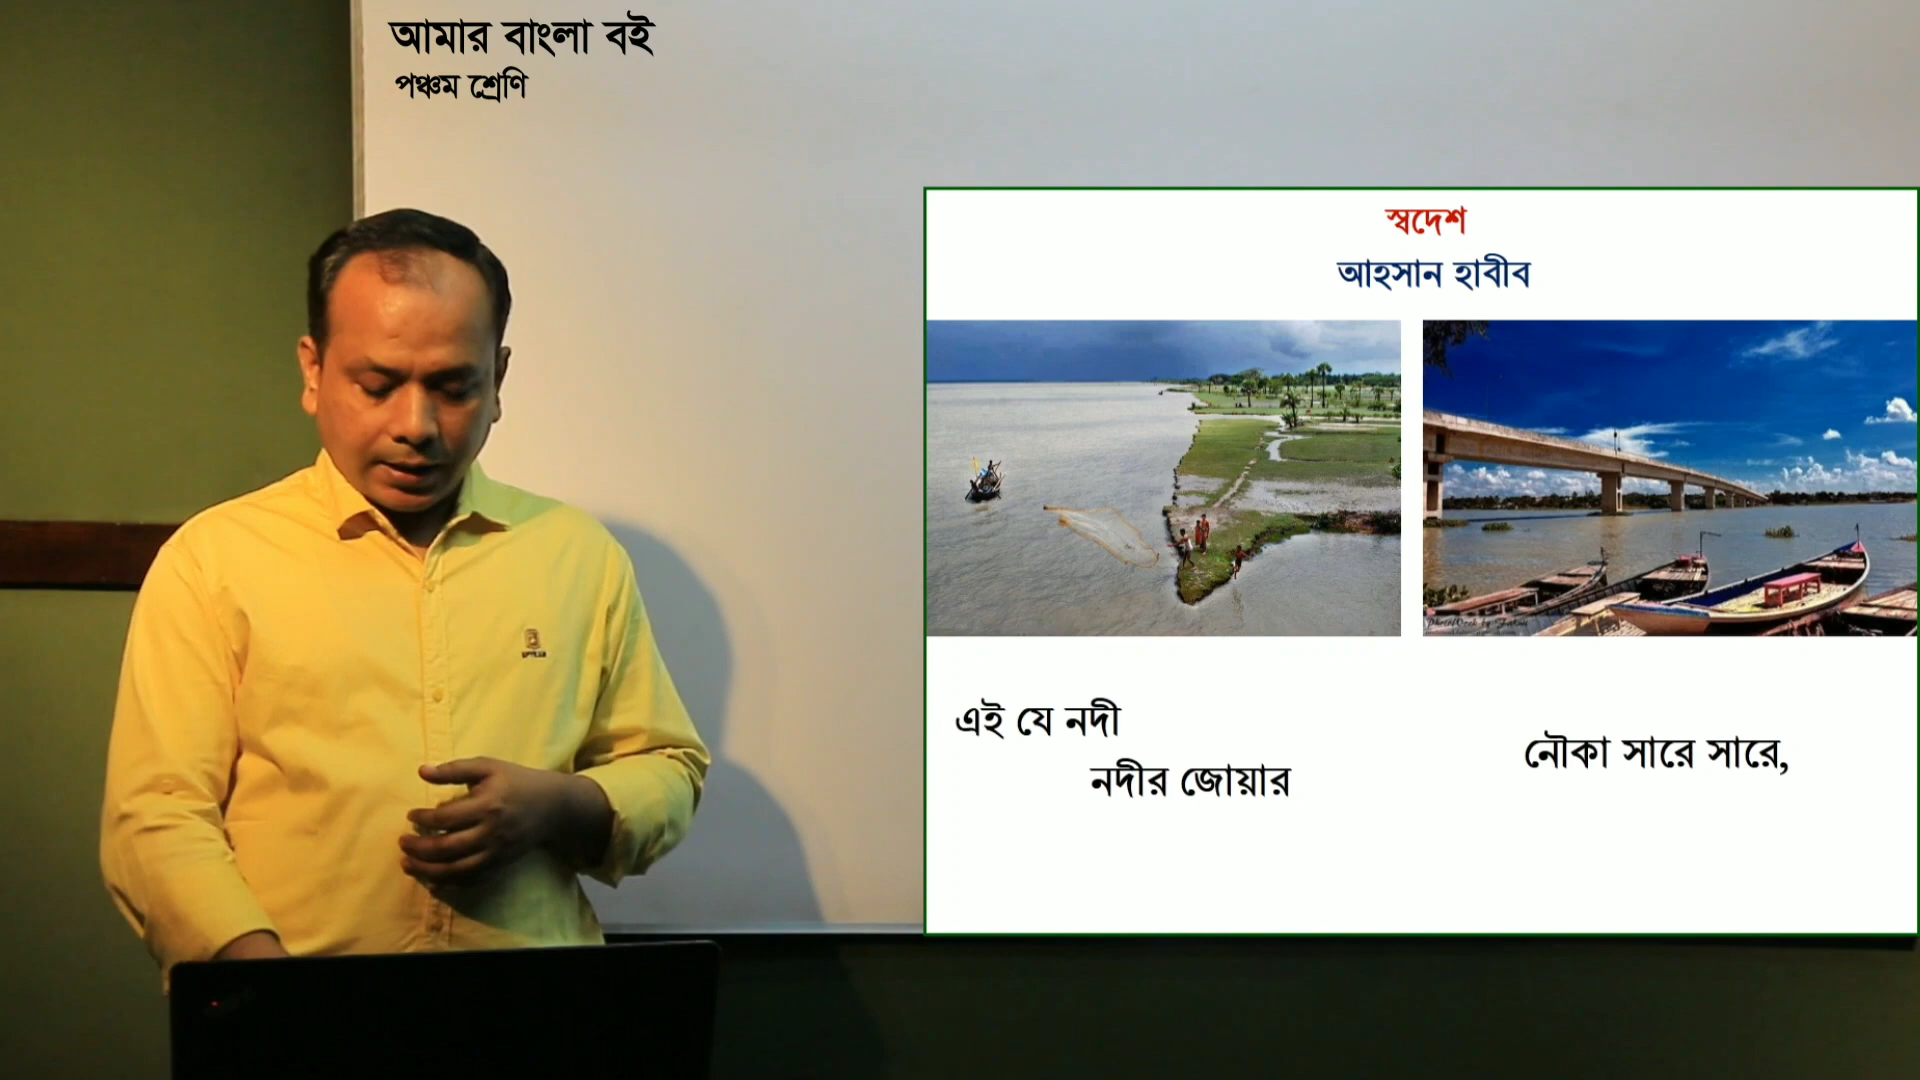 আমার বাংলা বই
পঞ্চম শ্রেণি
স্বদেশ
আহসান হাবীব
এই যে নদী
নদীর জোয়ার
নৌকা সারে সারে,